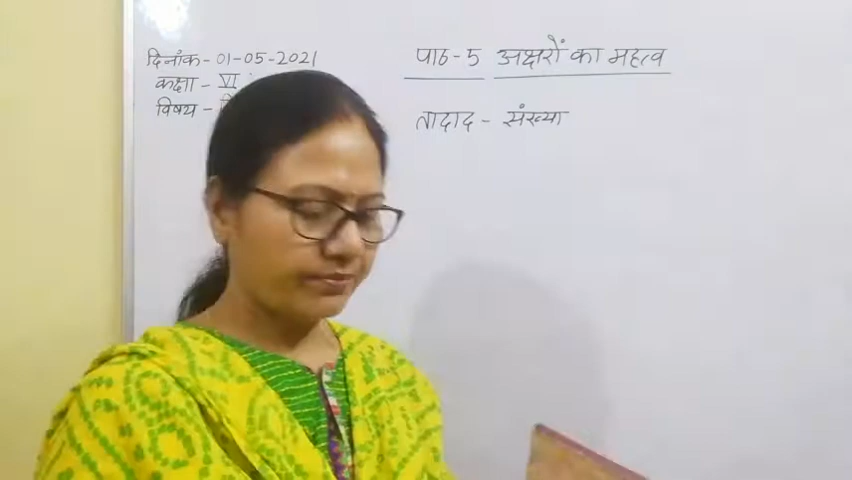 दिनांक - 01-05-2021
कक्षा - VI
विषय -
पाठ - 5 अक्षरों का महत्व
तादाद - संख्या